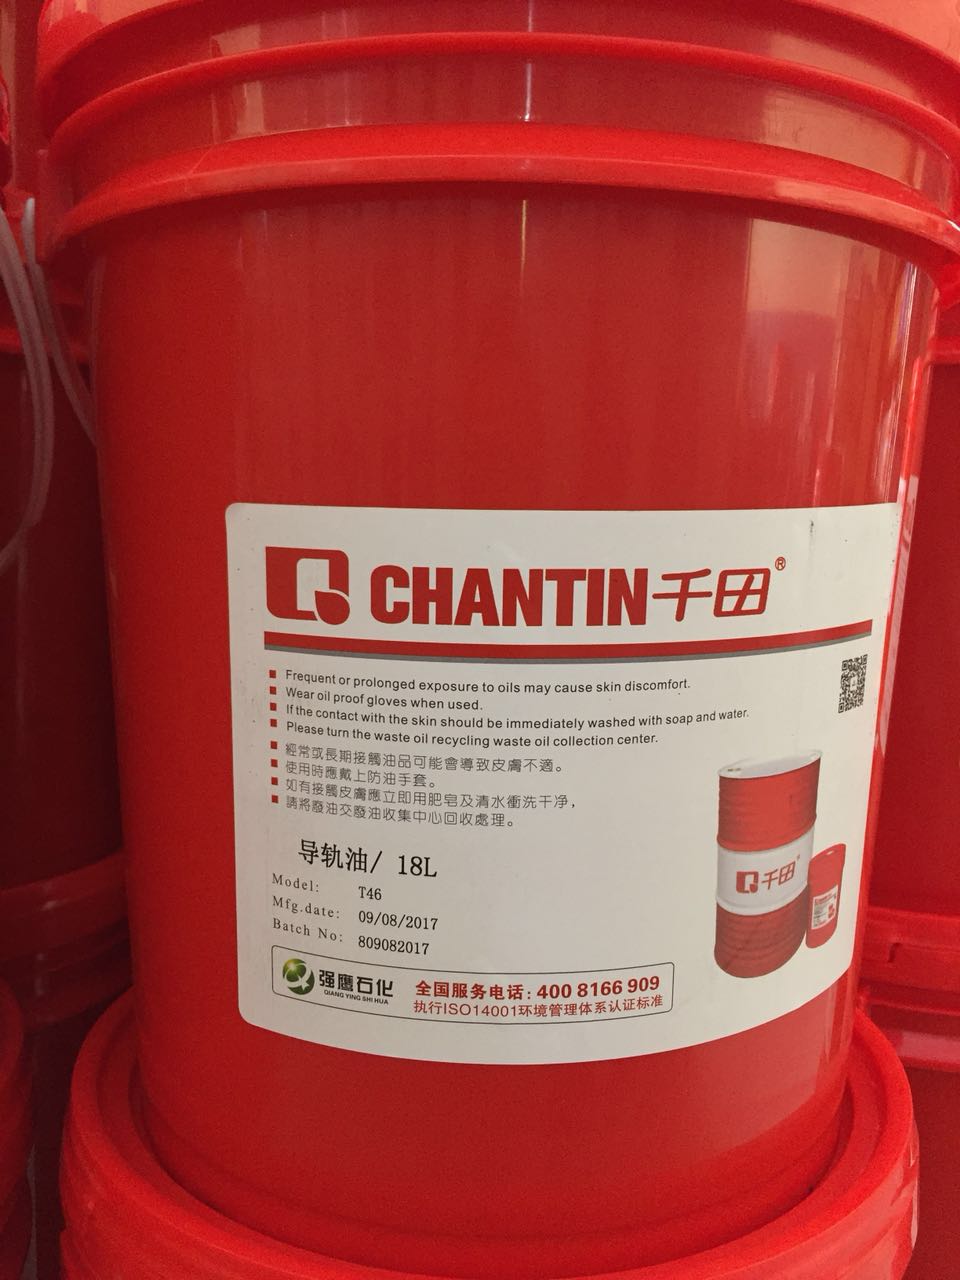 CHANTIN千田®
Frequent or prolonged exposure to oils may cause skin discomfort.
Wear oil proof gloves when used.
If the contact with the skin should be immediately washed with soap and water.
Please turn the waste oil recycling waste oil collection center.
經常或長期接觸油品可能會導致皮膚不適。
使用時應戴上防油手套。
如有接觸皮膚應立即用肥皂及清水衝洗干净，
請將廢油交廢油收集中心回收處理。
导轨油/ 18L
Model: T46
Mfg.date: 09/08/2017
Batch No: 809082017
千田
强鹰石化
QIANG YING SHI HUA
全国服务电话：400 8166 909
执行ISO14001环境管理体系认证标准